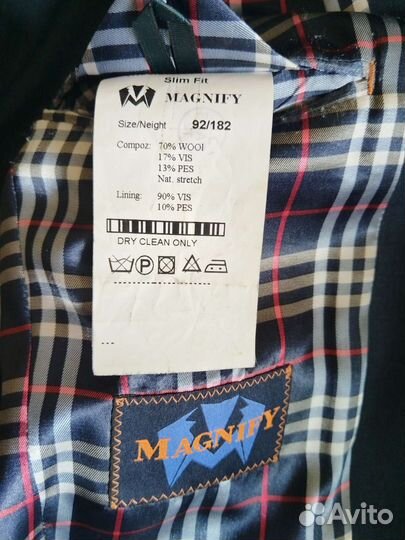 Slim Fit
MAGNIFY
Size/Neight 92/182
Compoz: 70% WOOl
17% VIS
13% PES
Nat. stretch
Lining: 90% VIS
10% PES
DRY CLEAN ONLY
P
---
MAGNIFY
Avito